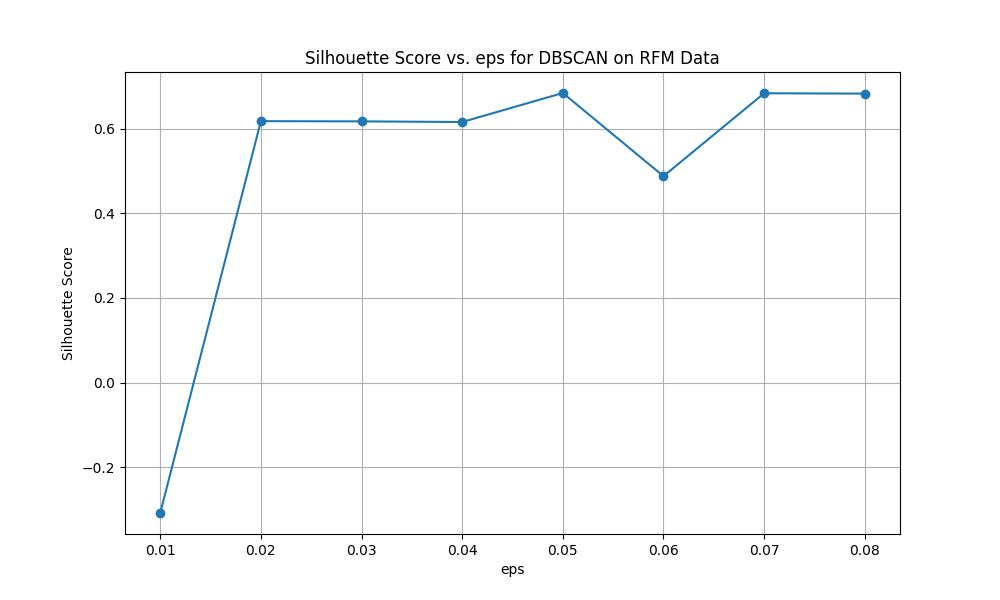 Silhouette Score vs. eps for DBSCAN on RFM Data
Silhouette Score
0.6
0.4
0.2
0.0
−0.2
0.01 0.02 0.03 0.04 0.05 0.06 0.07 0.08
eps